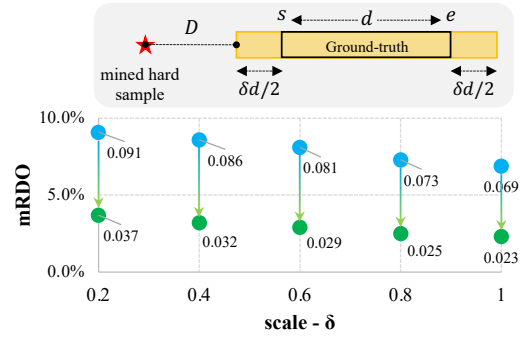 D
s
d
e
Ground-truth
mined hard
sample
δd/2
δd/2
mRDO
10.0%
5.0%
0.0%
0.091
0.086
0.081
0.073
0.069
0.037
0.032
0.029
0.025
0.023
0.2
0.4
0.6
0.8
1
scale - δ